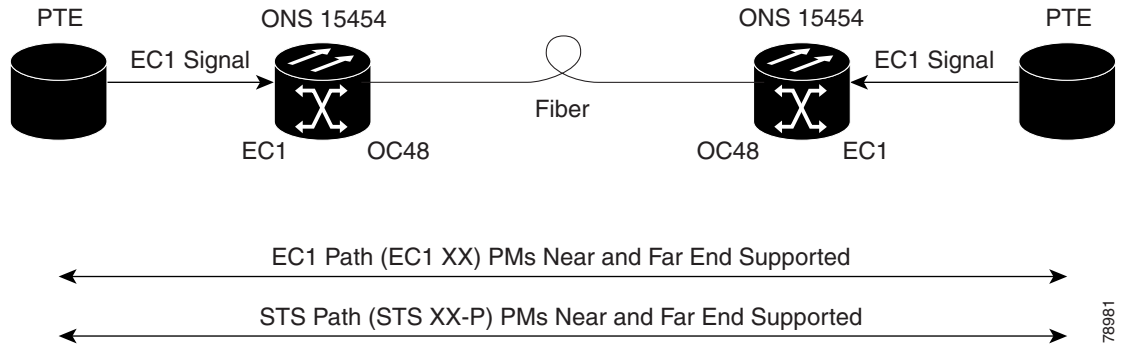 PTE
ONS 15454
ONS 15454
PTE
EC1 Signal
EC1 Signal
Fiber
EC1
OC48
OC48
EC1
EC1 Path (EC1 XX) PMs Near and Far End Supported
STS Path (STS XX-P) PMs Near and Far End Supported
78981